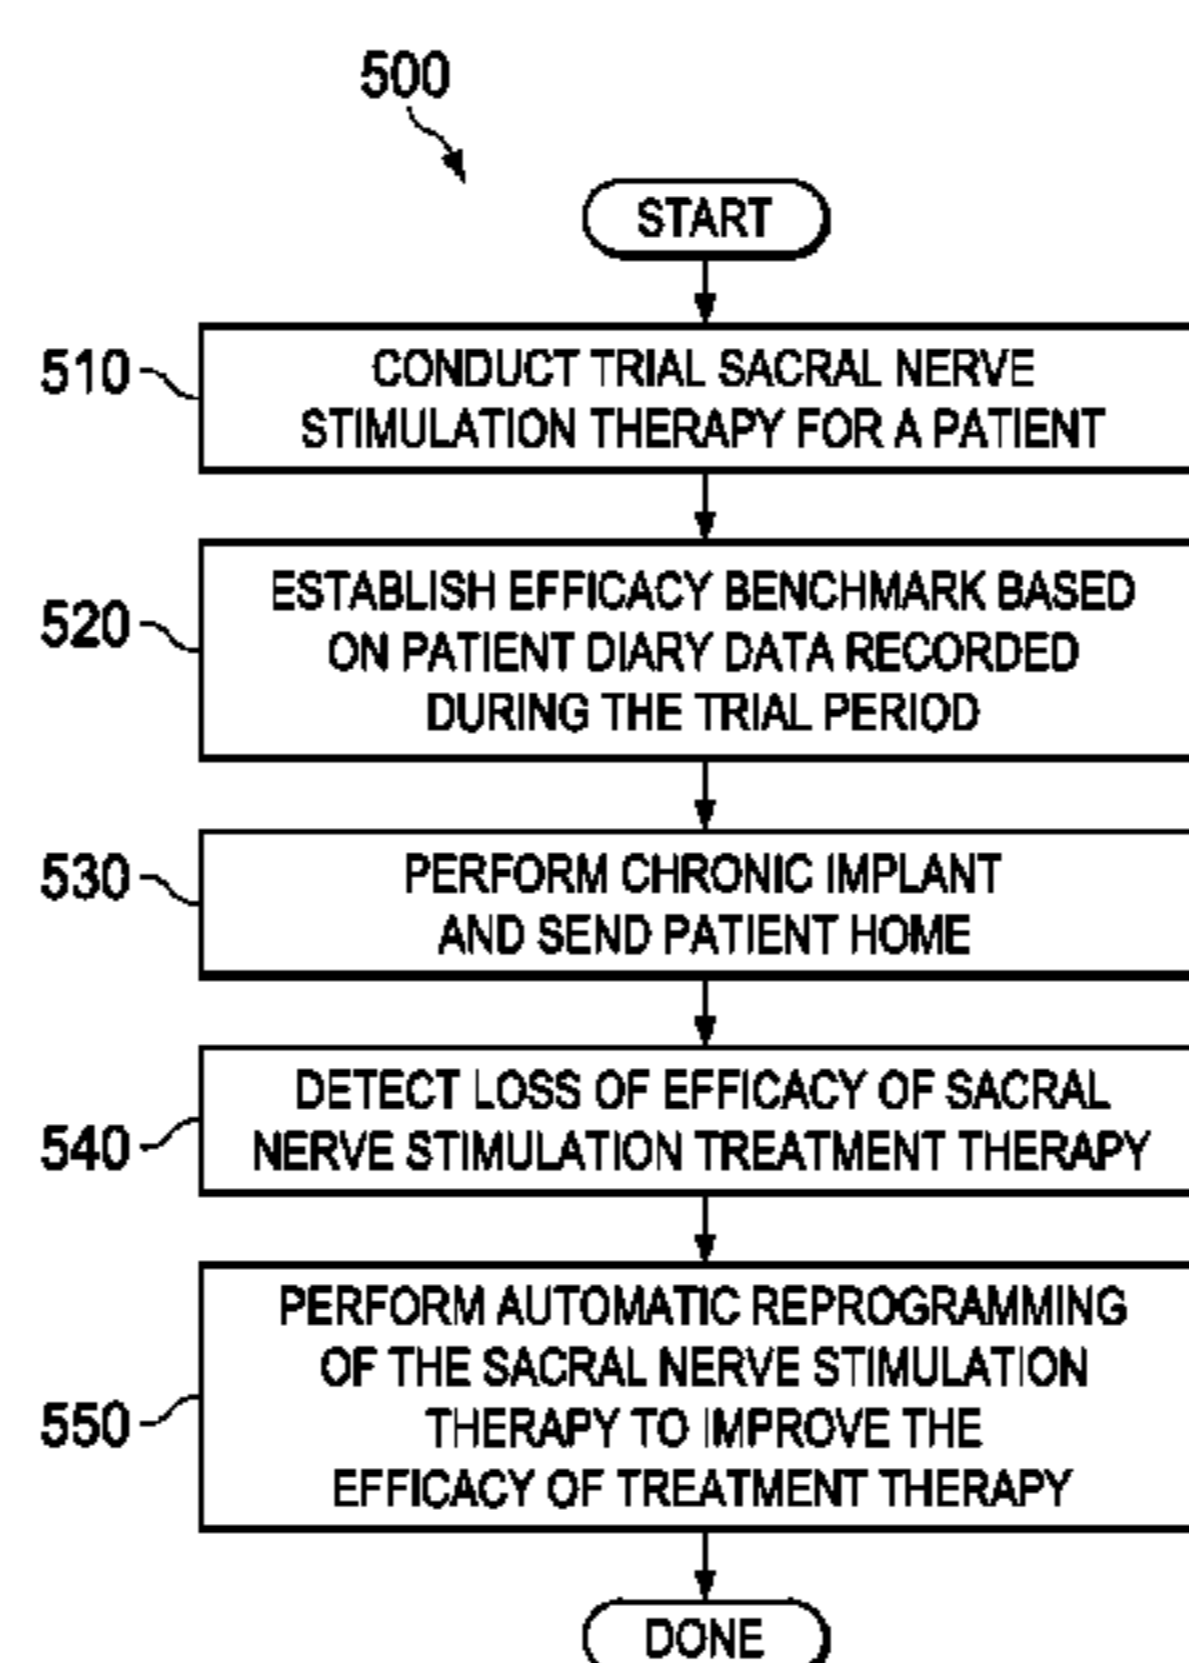 500
START
510
CONDUCT TRIAL SACRAL NERVE
STIMULATION THERAPY FOR A PATIENT
520
ESTABLISH EFFICACY BENCHMARK BASED
ON PATIENT DIARY DATA RECORDED
DURING THE TRIAL PERIOD
530
PERFORM CHRONIC IMPLANT
AND SEND PATIENT HOME
540
DETECT LOSS OF EFFICACY OF SACRAL
NERVE STIMULATION TREATMENT THERAPY
550
PERFORM AUTOMATIC REPROGRAMMING
OF THE SACRAL NERVE STIMULATION
THERAPY TO IMPROVE THE
EFFICACY OF TREATMENT THERAPY
DONE